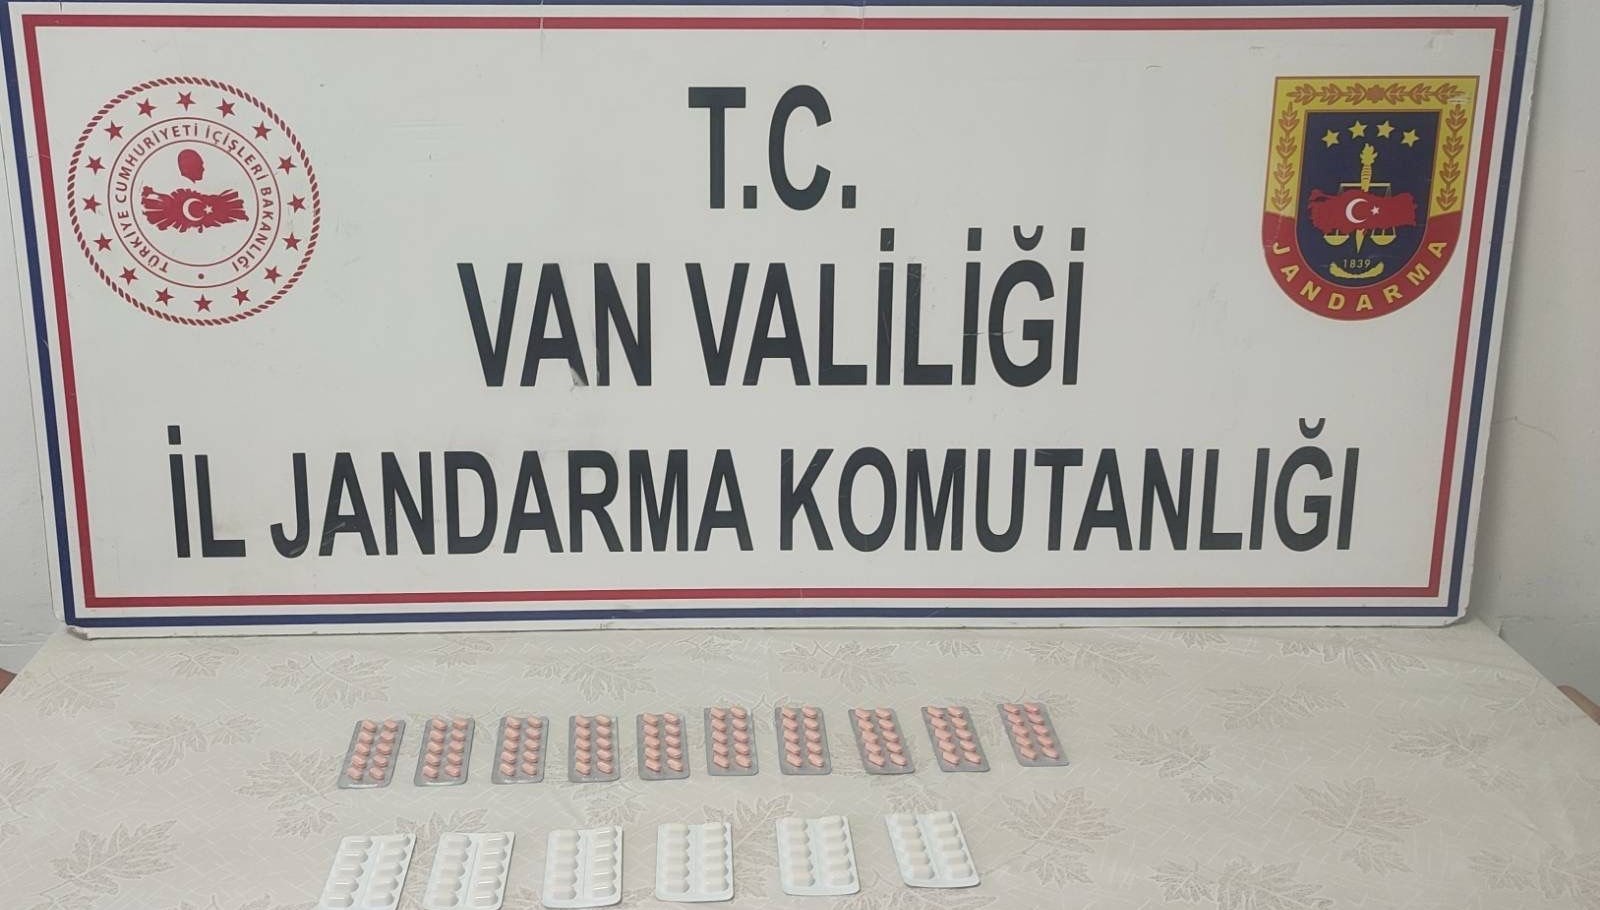 TÜRKİYE CUMHURİYETİ İÇİŞLERİ BAKANLIĞI
T.C.
VAN VALİLİĞİ
İL JANDARMA KOMUTANLIĞI
1839
JANDARMA